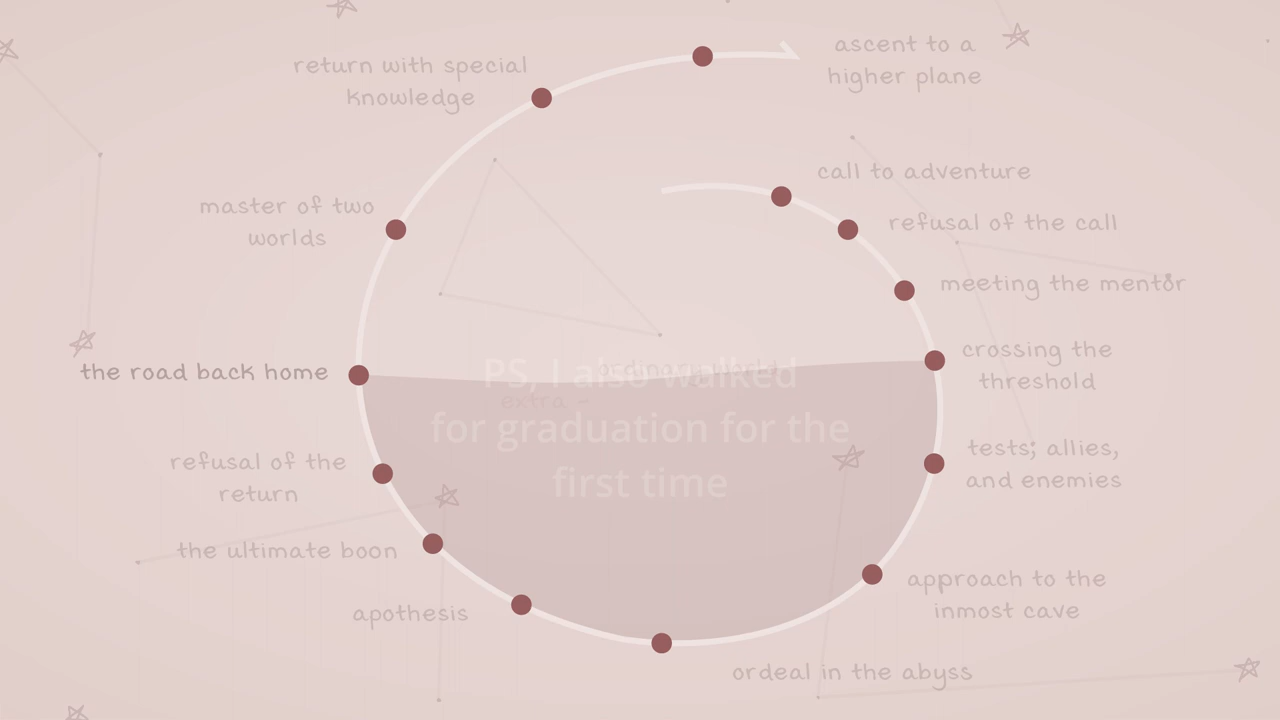 ascent to a
higher plane
return with special
knowledge
call to adventure
master of two
worlds
refusal of the call
meeting the mentor
crossing the
threshold
the road back home
PS, I also walked
for graduation for the
first time
extra -
tests; allies,
and enemies
refusal of the
return
the ultimate boon
approach to the
inmost cave
apothesis
ordeal in the abyss